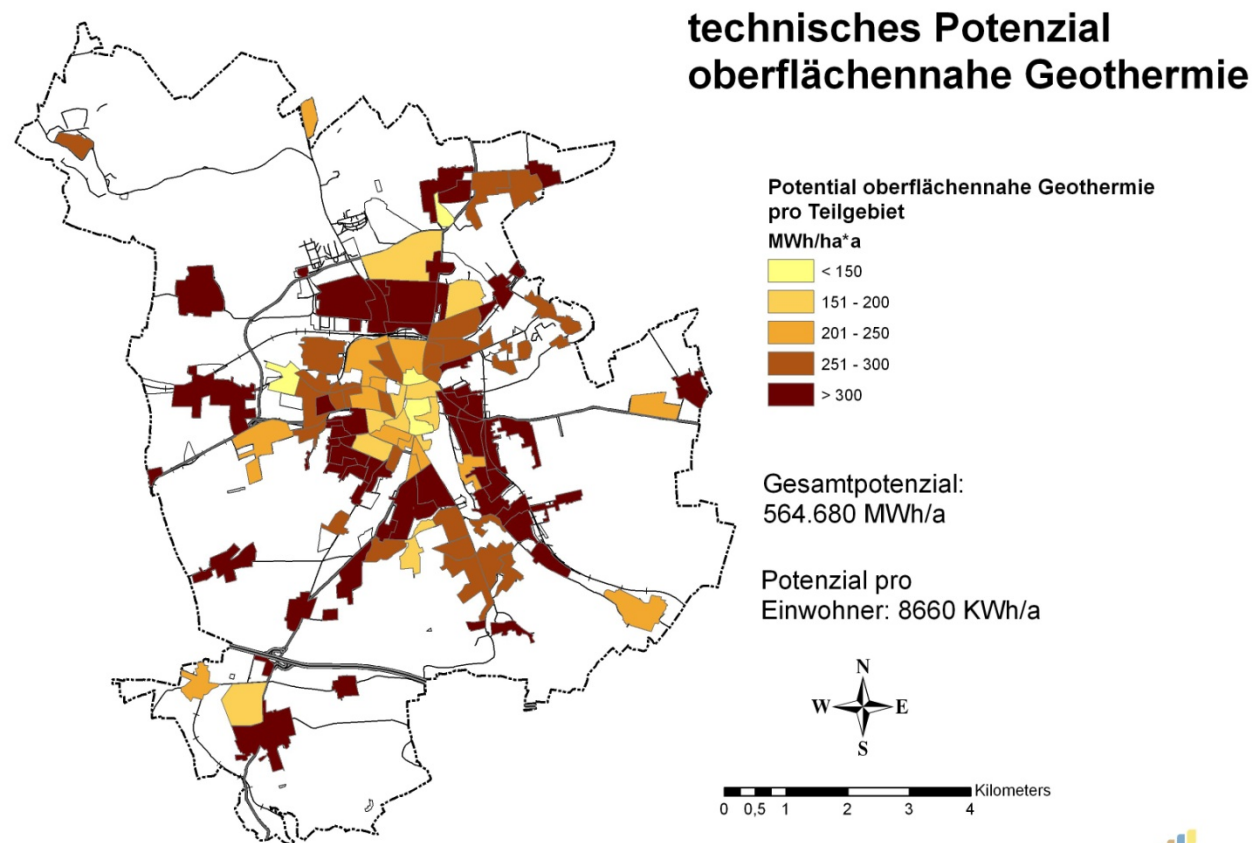 technisches Potenzial
oberflächennahe Geothermie
Potential oberflächennahe Geothermie
pro Teilgebiet
MWh/ha*a
< 150
151 - 200
201 - 250
251 - 300
> 300
Gesamtpotenzial:
564.680 MWh/a
Potenzial pro
Einwohner: 8660 KWh/a
N
W E
S
Kilometers
0 0,5 1 2 3 4